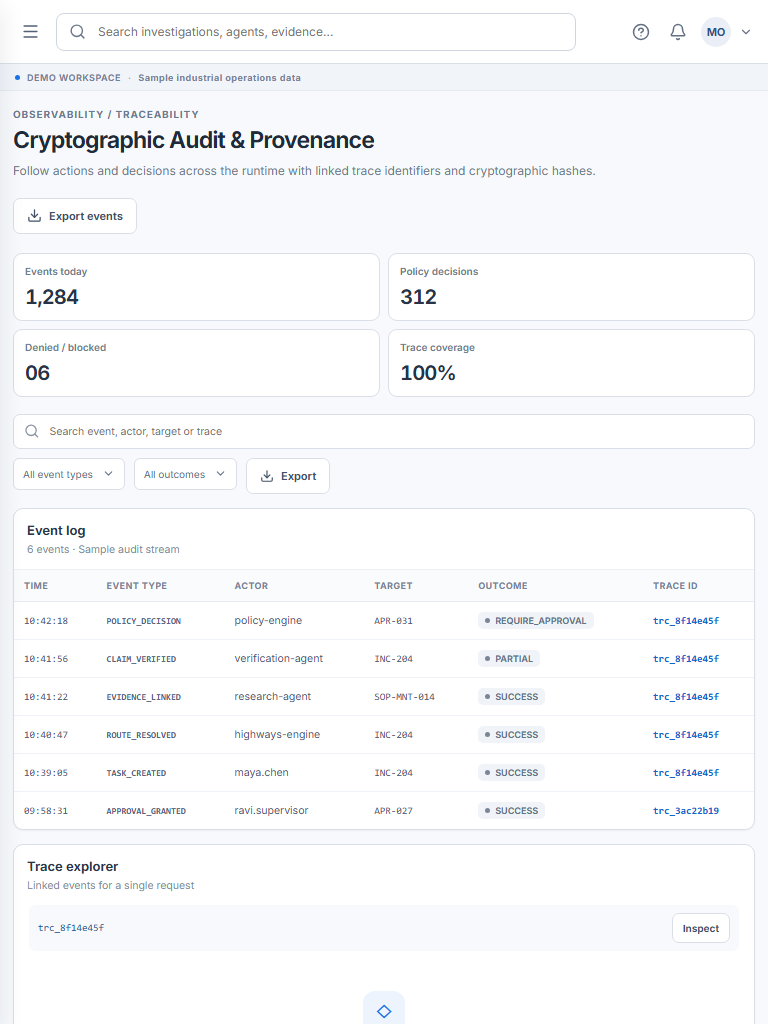 Search investigations, agents, evidence...
MO
DEMO WORKSPACE · Sample industrial operations data
OBSERVABILITY / TRACEABILITY
Cryptographic Audit & Provenance
Follow actions and decisions across the runtime with linked trace identifiers and cryptographic hashes.
Export events
Events today
1,284
Policy decisions
312
Denied / blocked
06
Trace coverage
100%
Search event, actor, target or trace
All event types
All outcomes
Export
Event log
6 events · Sample audit stream
TIME EVENT TYPE ACTOR TARGET OUTCOME TRACE ID
10:42:18 POLICY_DECISION policy-engine APR-031 REQUIRE_APPROVAL trc_8f14e45f
10:41:56 CLAIM_VERIFIED verification-agent INC-204 PARTIAL trc_8f14e45f
10:41:22 EVIDENCE_LINKED research-agent SOP-MNT-014 SUCCESS trc_8f14e45f
10:40:47 ROUTE_RESOLVED highways-engine INC-204 SUCCESS trc_8f14e45f
10:39:05 TASK_CREATED maya.chen INC-204 SUCCESS trc_8f14e45f
09:58:31 APPROVAL_GRANTED ravi.supervisor APR-027 SUCCESS trc_3ac22b19
Trace explorer
Linked events for a single request
trc_8f14e45f
Inspect